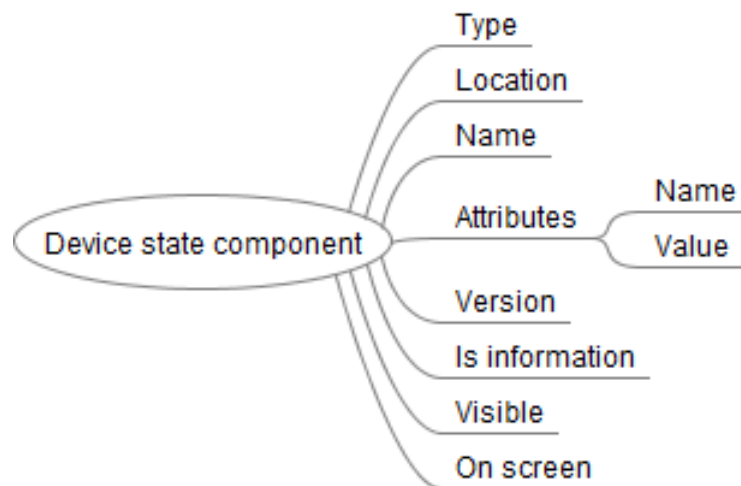 Type
Location
Name
Attributes
Name
Value
Device state component
Version
Is information
Visible
On screen